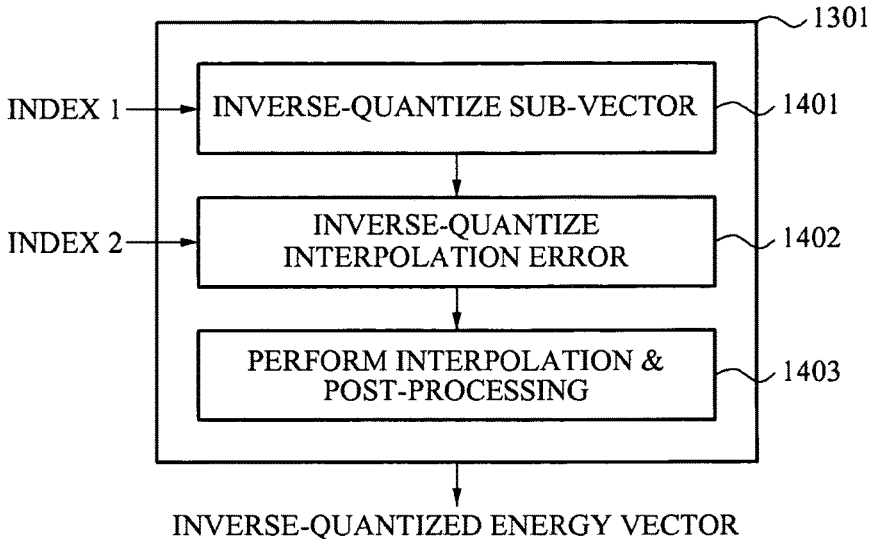 1301
INDEX 1
INVERSE-QUANTIZE SUB-VECTOR
1401
INDEX 2
INVERSE-QUANTIZE
INTERPOLATION ERROR
1402
PERFORM INTERPOLATION &
POST-PROCESSING
1403
INVERSE-QUANTIZED ENERGY VECTOR